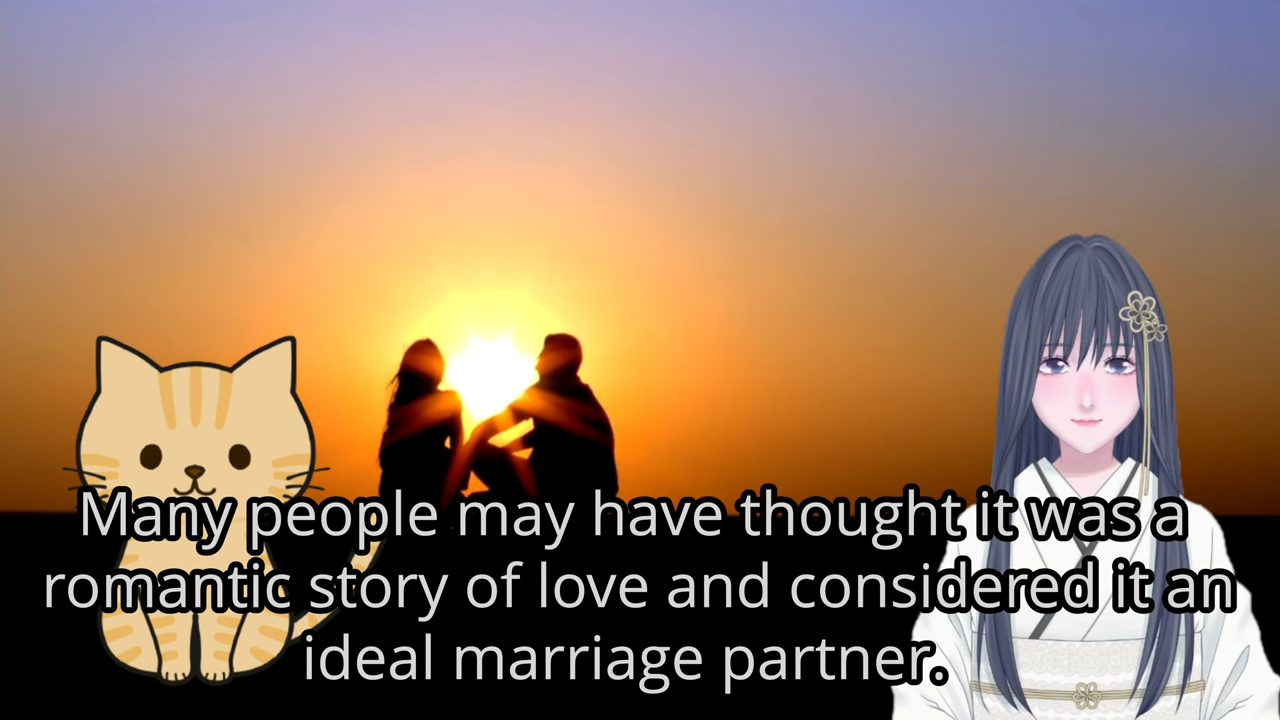 Many people may have thought it was a
romantic story of love and considered it an
ideal marriage partner.